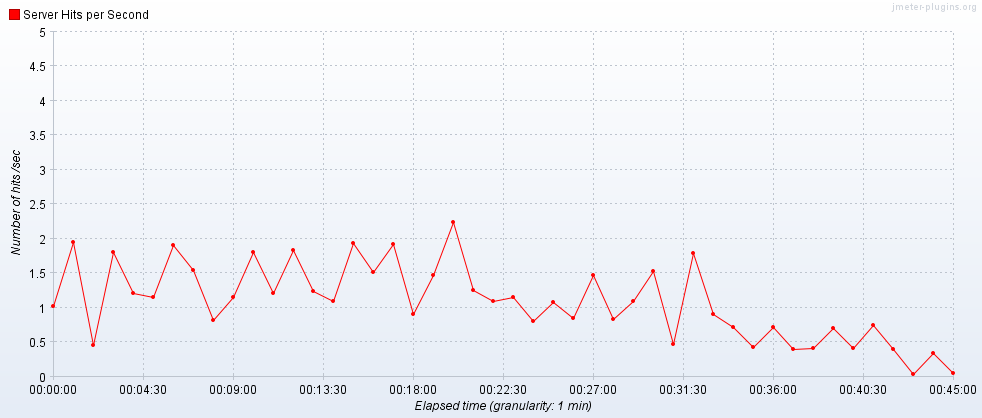 Server Hits per Second
jmeter-plugins.org
5
4.5
4
3.5
3
2.5
2
1.5
1
0.5
0
Number of hits /sec
00:00:00 00:04:30 00:09:00 00:13:30 00:18:00 00:22:30 00:27:00 00:31:30 00:36:00 00:40:30 00:45:00
Elapsed time (granularity: 1 min)